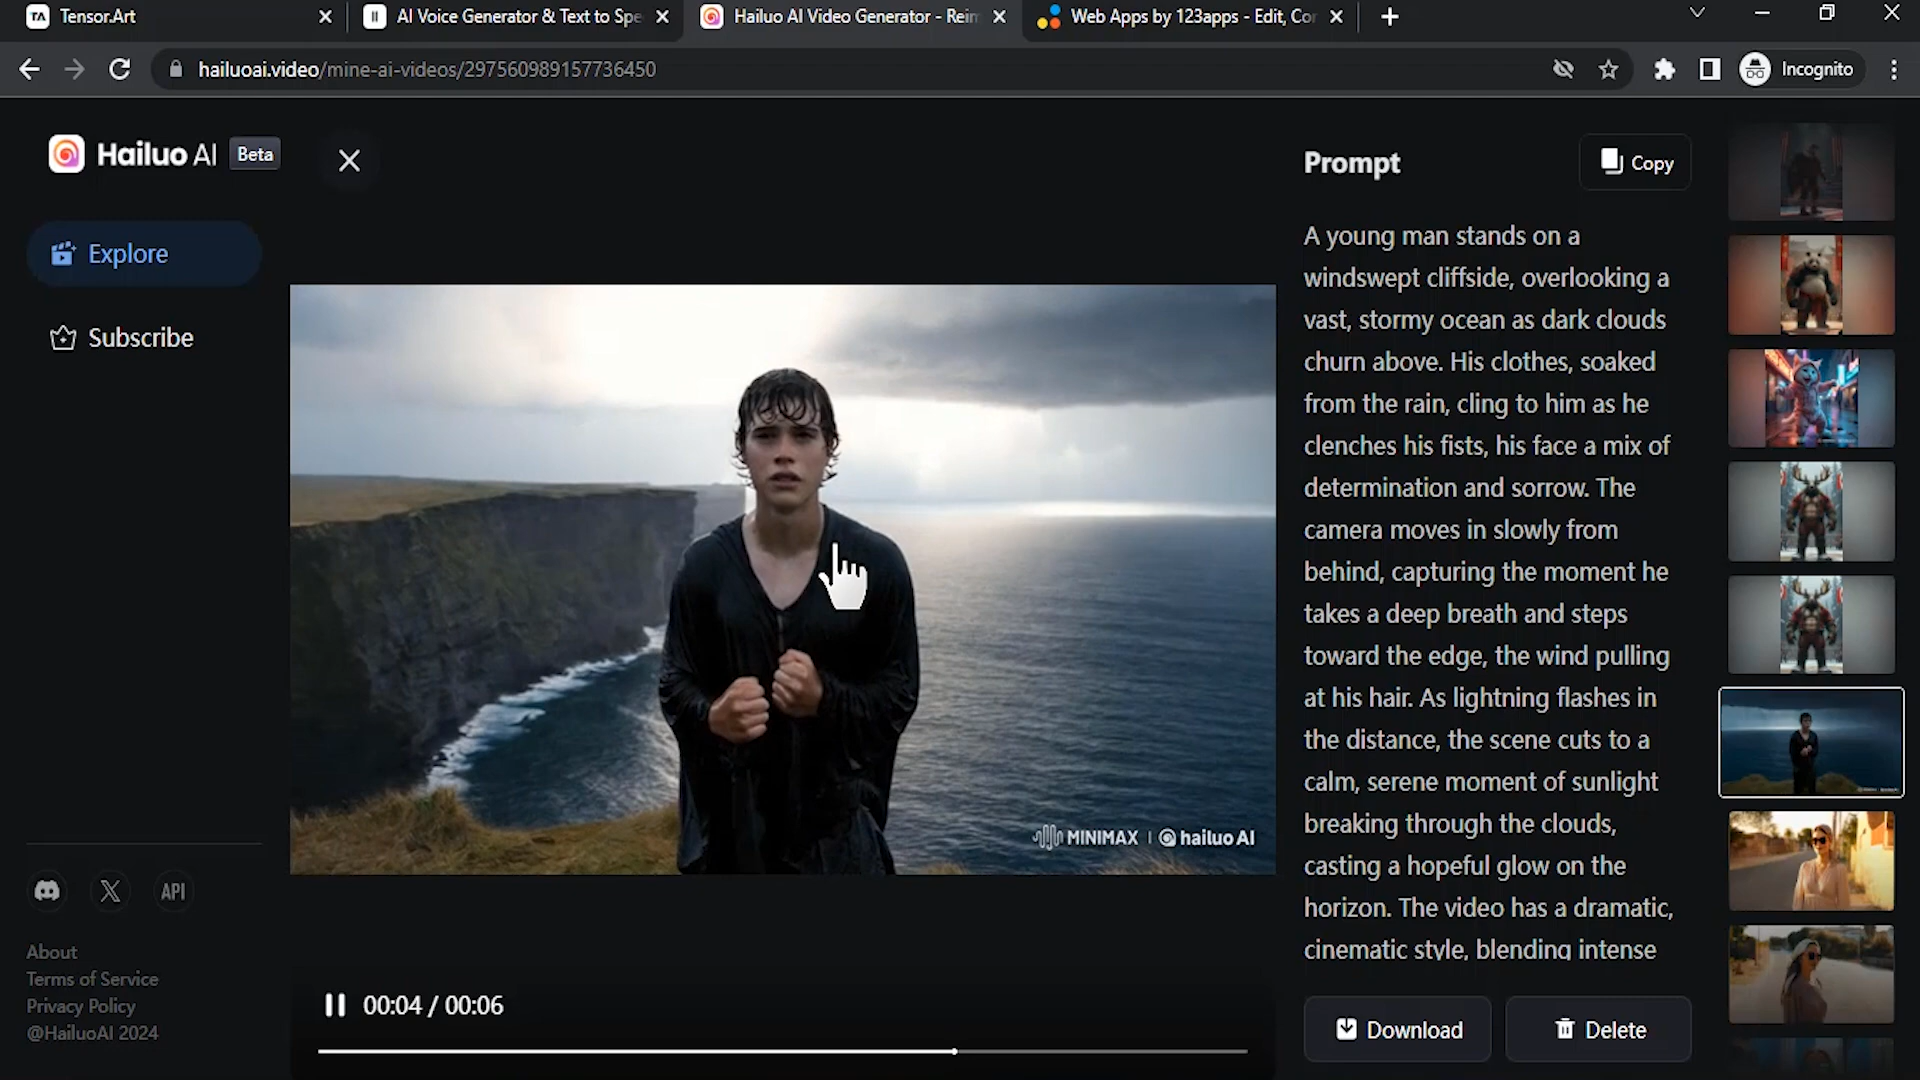 Tensor.Art
AI Voice Generator & Text to Spe
Hailuo AI Video Generator - Rein
Web Apps by 123apps - Edit, Co
hailuoai.video/mine-ai-videos/297560989157736450
Incognito
Hailuo AI
Beta
Explore
Subscribe
API
About
Terms of Service
Privacy Policy
@HailuoAI 2024
MINIMAX | hailuo AI
00:04 / 00:06
Prompt
Copy
A young man stands on a
windswept cliffside, overlooking a
vast, stormy ocean as dark clouds
churn above. His clothes, soaked
from the rain, cling to him as he
clenches his fists, his face a mix of
determination and sorrow. The
camera moves in slowly from
behind, capturing the moment he
takes a deep breath and steps
toward the edge, the wind pulling
at his hair. As lightning flashes in
the distance, the scene cuts to a
calm, serene moment of sunlight
breaking through the clouds,
casting a hopeful glow on the
horizon. The video has a dramatic,
cinematic style, blending intense
Download
Delete